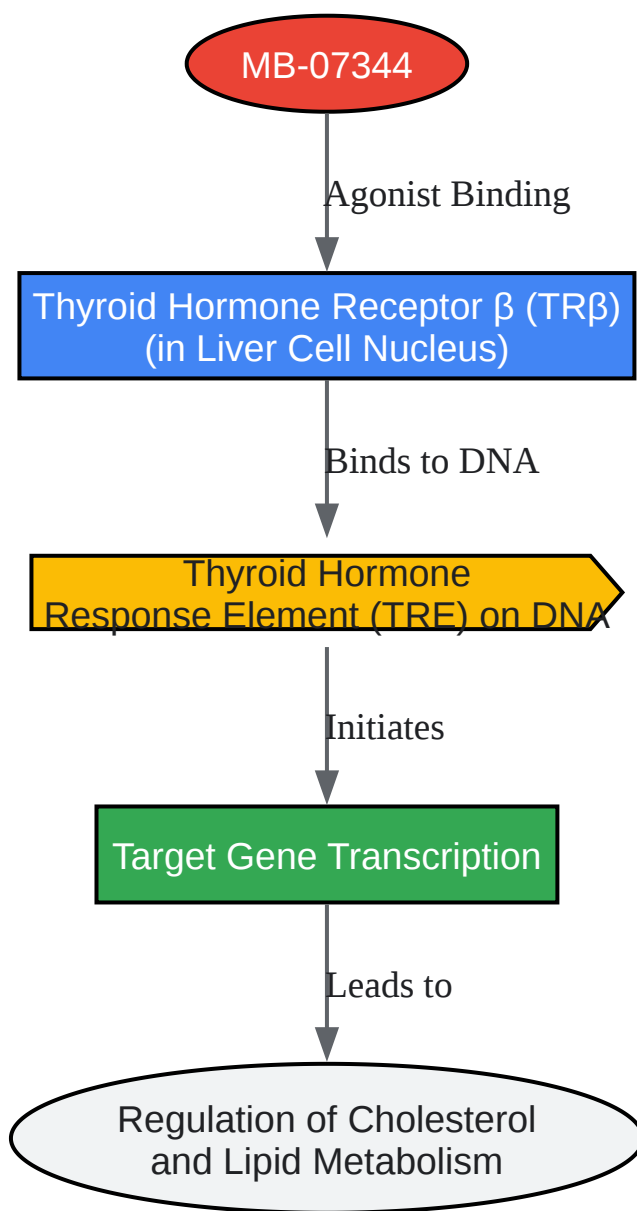 MB-07344
Agonist Binding
Thyroid Hormone Receptor β (TRβ)
(in Liver Cell Nucleus)
Binds to DNA
Thyroid Hormone
Response Element (TRE) on DNA
Initiates
Target Gene Transcription
Leads to
Regulation of Cholesterol
and Lipid Metabolism